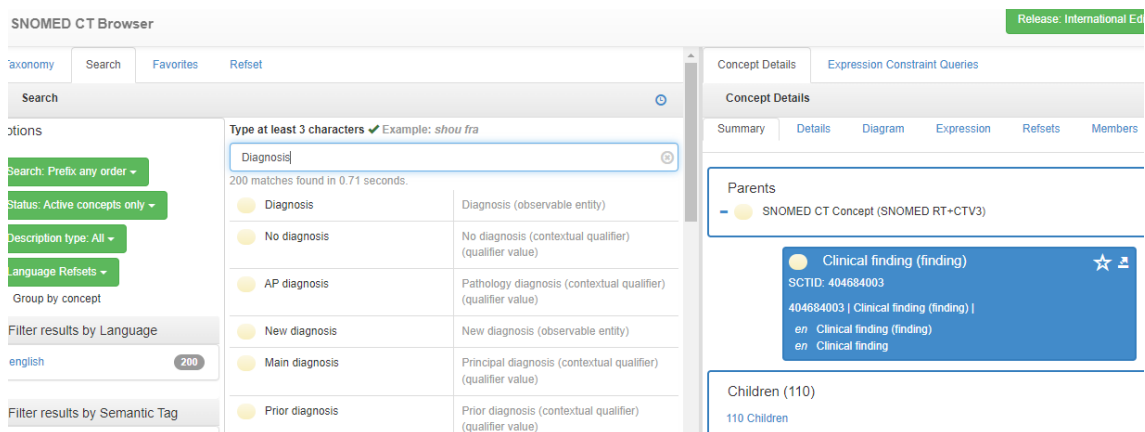 SNOMED CT Browser
Release: International Edi
Taxonomy Search Favorites Refset
Search
ptions
Search: Prefix any order
Status: Active concepts only
Description type: All
Language Refsets
Group by concept
Filter results by Language
english 200
Filter results by Semantic Tag
Type at least 3 characters ✔ Example: shou fra
Diagnosis
200 matches found in 0.71 seconds.
Diagnosis Diagnosis (observable entity)
No diagnosis No diagnosis (contextual qualifier)
(qualifier value)
AP diagnosis Pathology diagnosis (contextual qualifier)
(qualifier value)
New diagnosis New diagnosis (observable entity)
Main diagnosis Principal diagnosis (contextual qualifier)
(qualifier value)
Prior diagnosis Prior diagnosis (contextual qualifier)
(qualifier value)
Concept Details Expression Constraint Queries
Concept Details
Summary Details Diagram Expression Refsets Members
Parents
SNOMED CT Concept (SNOMED RT+CTV3)
Clinical finding (finding)
SCTID: 404684003
404684003 | Clinical finding (finding) |
en Clinical finding (finding)
en Clinical finding
Children (110)
110 Children